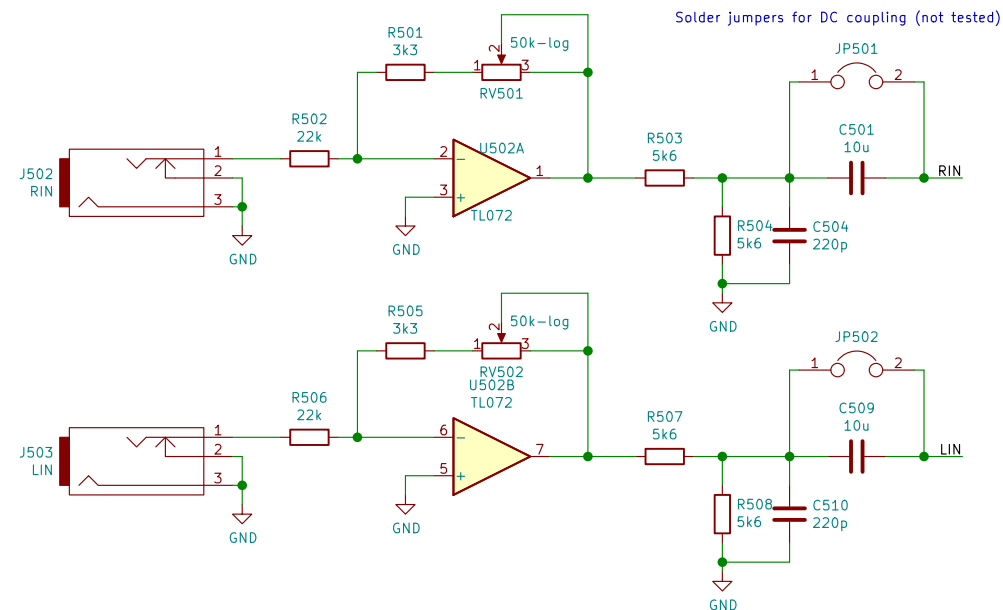 Solder jumpers for DC coupling (not tested)
R501
3k3
2
50k-log
1
3
RV501
JP501
1
2
R502
22k
J502
RIN
1
2
3
GND
2
3
−
+
U502A
1
TL072
GND
R503
5k6
C501
10u
RIN
R504
5k6
C504
220p
GND
R505
3k3
2
50k-log
1
3
RV502
U502B
TL072
JP502
1
2
R506
22k
J503
LIN
1
2
3
GND
6
5
−
+
7
GND
R507
5k6
C509
10u
LIN
R508
5k6
C510
220p
GND